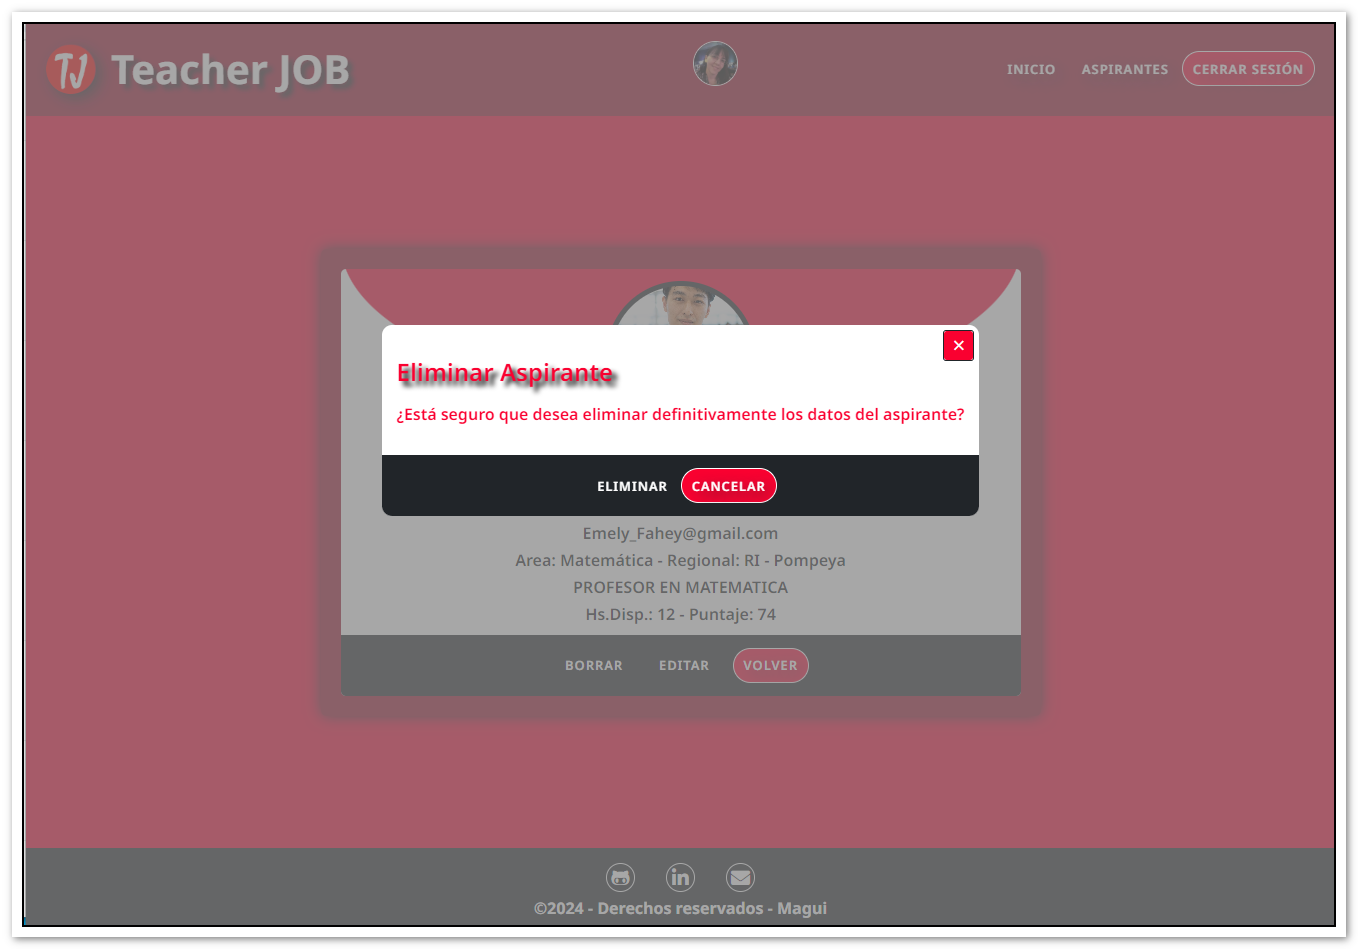 TJ Teacher JOB
INICIO ASPIRANTES CERRAR SESIÓN
Eliminar Aspirante
¿Está seguro que desea eliminar definitivamente los datos del aspirante?
ELIMINAR CANCELAR
Emely_Fahey@gmail.com
Area: Matemática - Regional: RI - Pompeya
PROFESOR EN MATEMATICA
Hs.Disp.: 12 - Puntaje: 74
BORRAR EDITAR VOLVER
in
©2024 - Derechos reservados - Magui